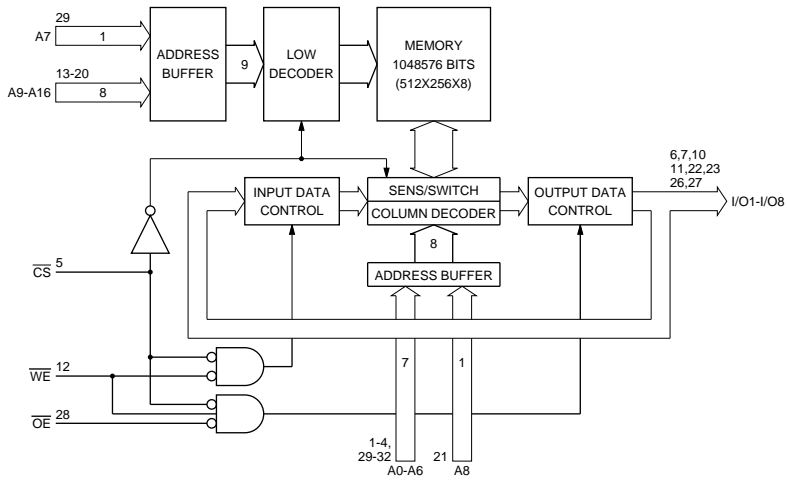 29
A7
1
13-20
A9-A16
8
ADDRESS
BUFFER
9
LOW
DECODER
MEMORY
1048576 BITS
(512X256X8)
INPUT DATA
CONTROL
SENS/SWITCH
COLUMN DECODER
OUTPUT DATA
CONTROL
6,7,10
11,22,23
26,27
I/O1-I/O8
8
ADDRESS BUFFER
CS
5
7
1
WE
12
OE
28
1-4,
29-32
A0-A6
21
A8